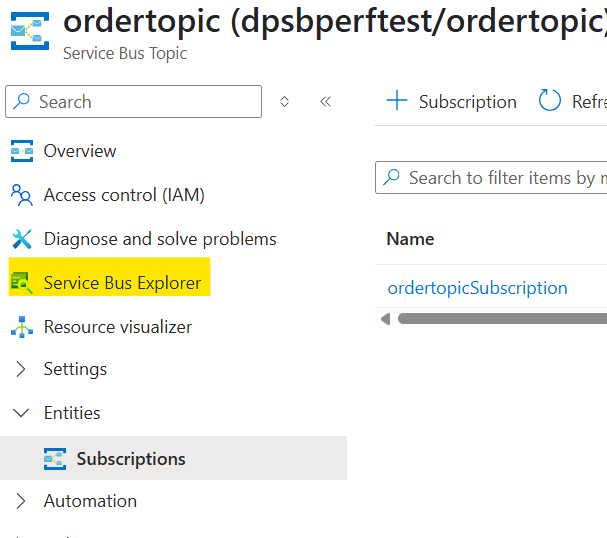 ordertopic (dpsbperftest/ordertopic)
Service Bus Topic
Search
Subscription
Refre
Overview
Access control (IAM)
Search to filter items by n
Diagnose and solve problems
Name
Service Bus Explorer
ordertopicSubscription
Resource visualizer
Settings
Entities
Subscriptions
Automation